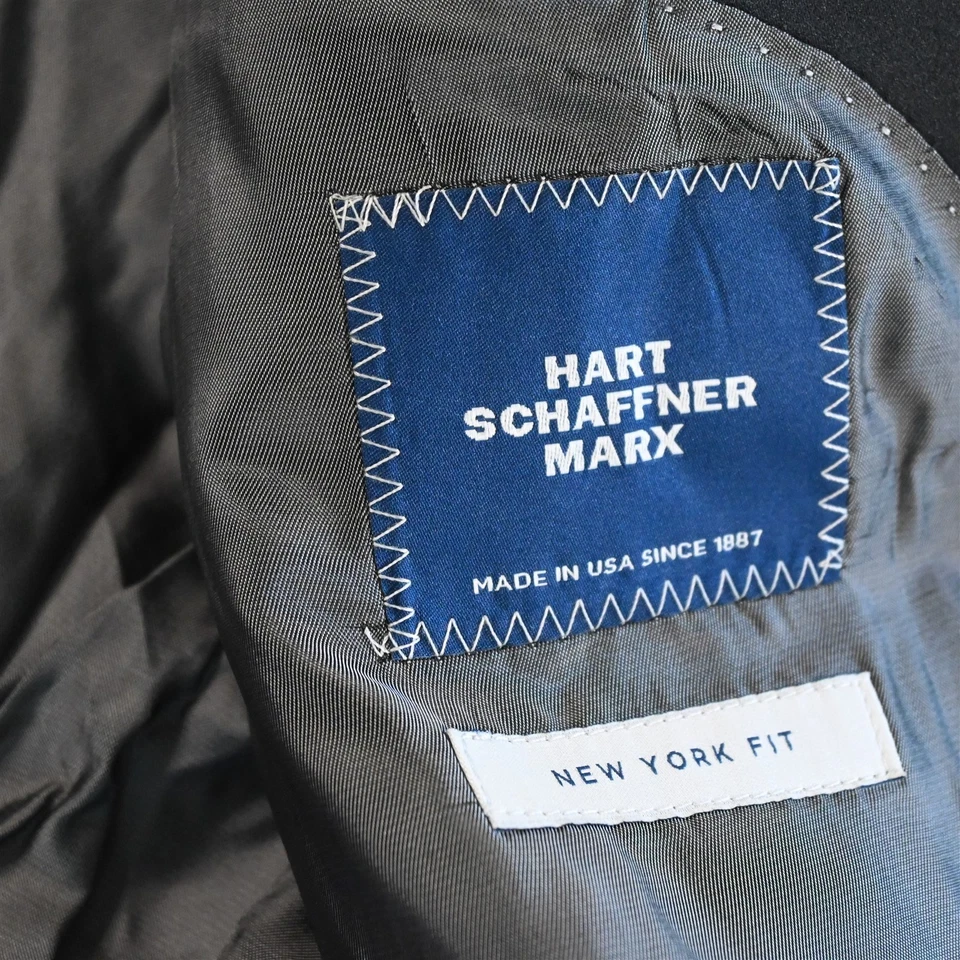 HART
SCHAFFNER
MARX
MADE IN USA SINCE 1887
NEW YORK FIT